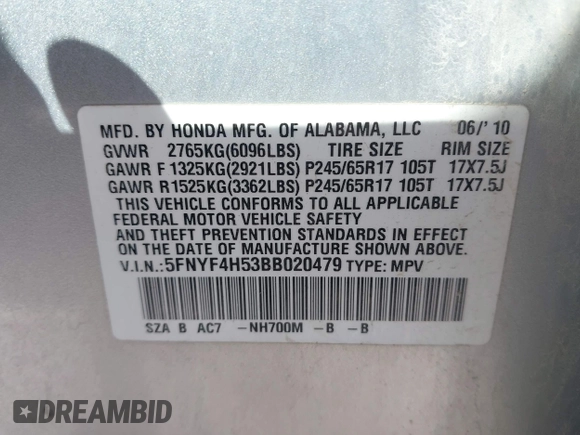 MFD. BY HONDA MFG. OF ALABAMA, LLC 06/'10
GVWR 2765KG(6096LBS) TIRE SIZE RIM SIZE
GAWR F 1325KG(2921LBS) P245/65R17 105T 17X7.5J
GAWR R1525KG(3362LBS) P245/65R17 105T 17X7.5J
THIS VEHICLE CONFORMS TO ALL APPLICABLE
FEDERAL MOTOR VEHICLE SAFETY
AND THEFT PREVENTION STANDARDS IN EFFECT
ON THE DATE OF MANUFACTURE SHOWN ABOVE.
V.I.N.:5FNYF4H53BB020479 TYPE: MPV
SZA B AC7 -NH700M -B -B
DREAMBID